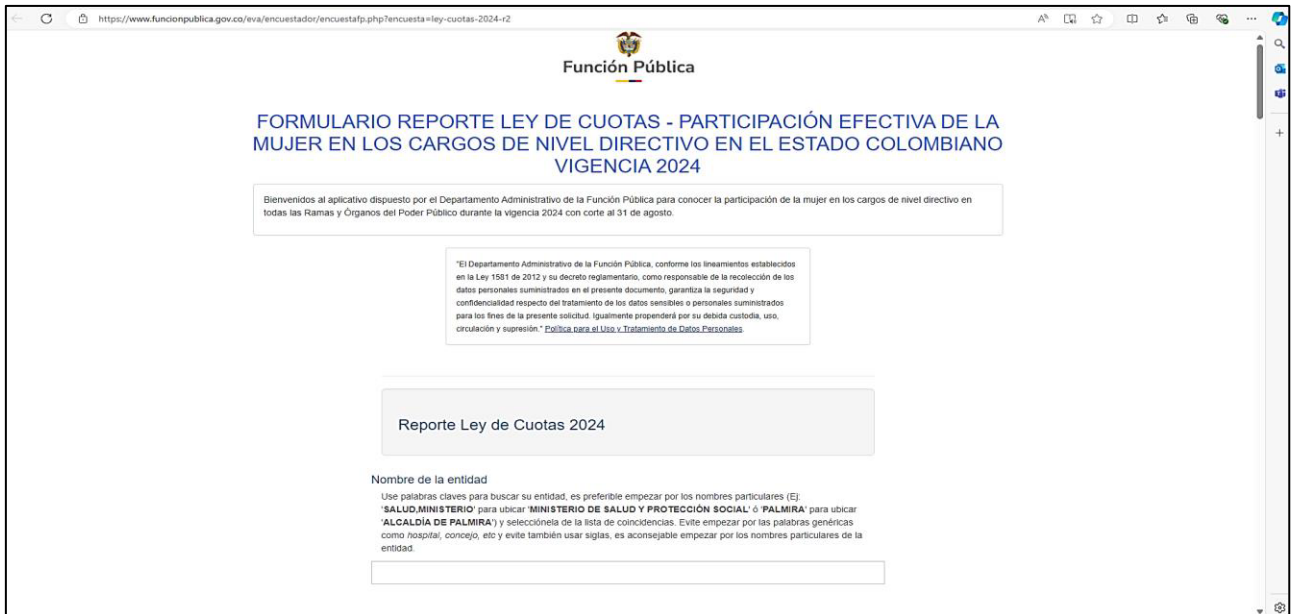 https://www.funcionpublica.gov.co/eva/encuestador/encuestafp.php?encuesta=ley-cuotas-2024-r2
Función Pública
FORMULARIO REPORTE LEY DE CUOTAS - PARTICIPACIÓN EFECTIVA DE LA
MUJER EN LOS CARGOS DE NIVEL DIRECTIVO EN EL ESTADO COLOMBIANO
VIGENCIA 2024
Bienvenidos al aplicativo dispuesto por el Departamento Administrativo de la Función Pública para conocer la participación de la mujer en los cargos de nivel directivo en
todas las Ramas y Órganos del Poder Público durante la vigencia 2024 con corte al 31 de agosto.
"El Departamento Administrativo de la Función Pública, conforme los lineamientos establecidos
en la Ley 1581 de 2012 y su decreto reglamentario, como responsable de la recolección de los
datos personales suministrados en el presente documento, garantiza la seguridad y
confidencialidad respecto del tratamiento de los datos sensibles o personales suministrados
para los fines de la presente solicitud. Igualmente propenderá por su debida custodia, uso,
circulación y supresión." Política para el Uso y Tratamiento de Datos Personales.
Reporte Ley de Cuotas 2024
Nombre de la entidad
Use palabras claves para buscar su entidad, es preferible empezar por los nombres particulares (Ej:
'SALUD,MINISTERIO' para ubicar 'MINISTERIO DE SALUD Y PROTECCIÓN SOCIAL' ó 'PALMIRA' para ubicar
'ALCALDÍA DE PALMIRA') y selecciónela de la lista de coincidencias. Evite empezar por las palabras genéricas
como hospital, concejo, etc y evite también usar siglas, es aconsejable empezar por los nombres particulares de la
entidad.